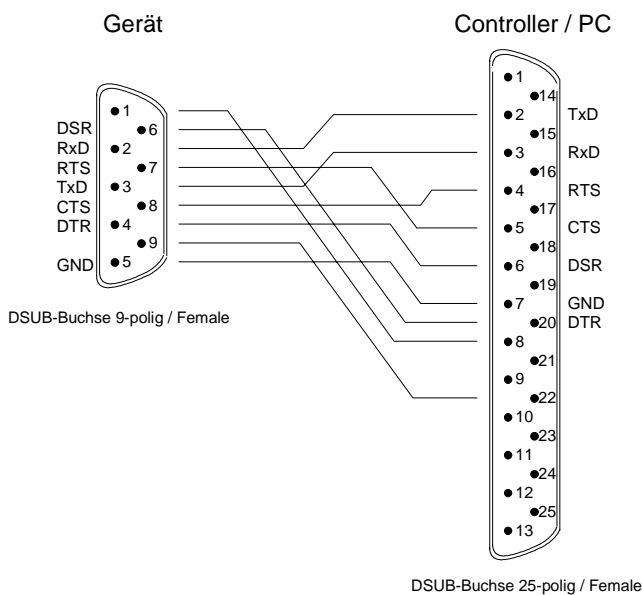 Gerät
Controller / PC
1
6
2
7
3
8
4
9
5
DSR
RxD
RTS
TxD
CTS
DTR
GND
DSUB-Buchse 9-polig / Female
1
14
2
15
3
16
4
17
5
18
6
19
7
20
8
21
9
22
10
23
11
24
12
25
13
TxD
RxD
RTS
CTS
DSR
GND
DTR
DSUB-Buchse 25-polig / Female